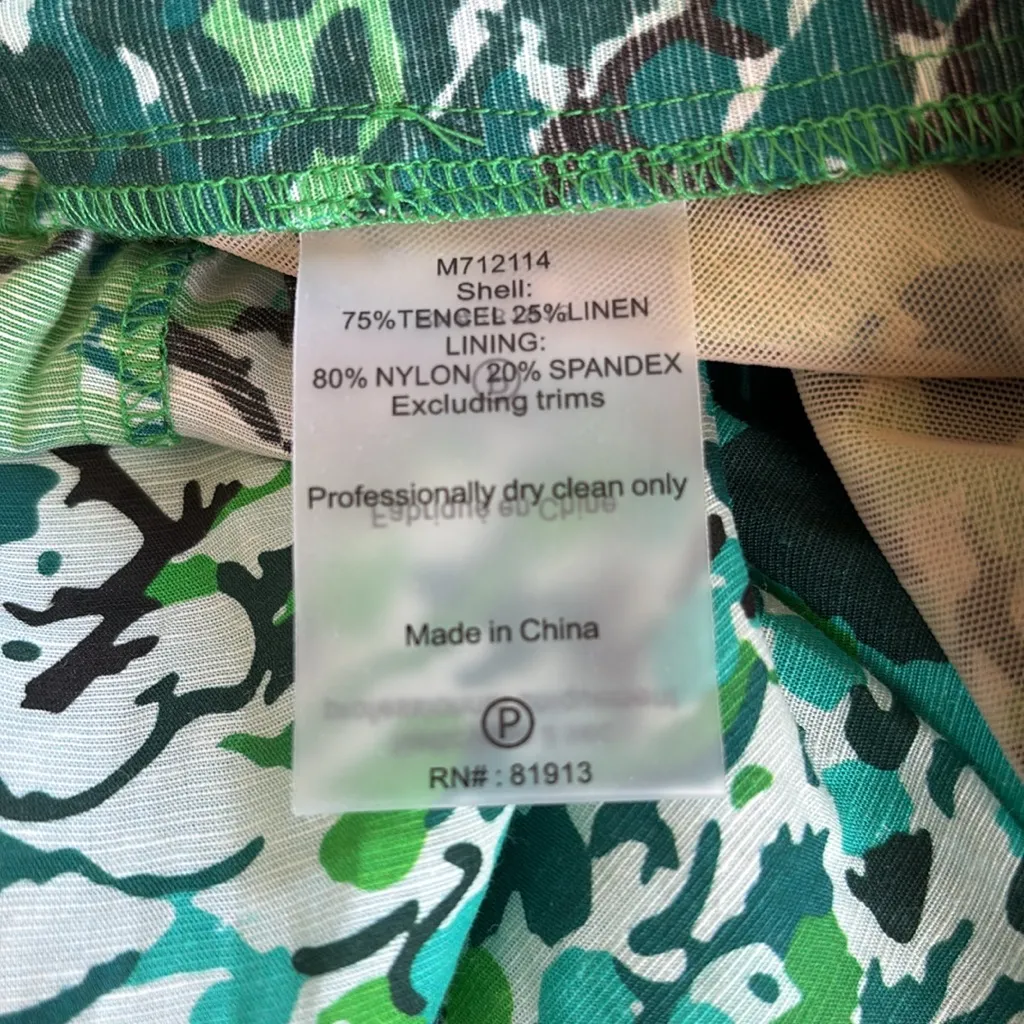 M712114
Shell:
75%TENCEL 25%LINEN
LINING:
80% NYLON 20% SPANDEX
Excluding trims
Professionally dry clean only
Made in China
P
RN# : 81913